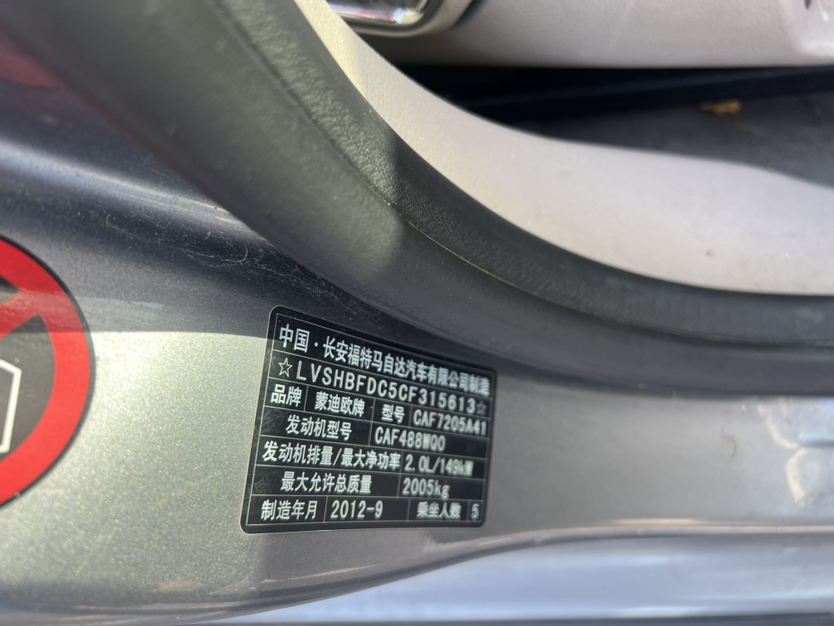 中国·长安福特马自达汽车有限公司制造
☆LVSHBFDC5CF315613☆
品牌 蒙迪欧牌 型号 CAF7205A41
发动机型号 CAF488WQ0
发动机排量/最大净功率 2.0L/149kW
最大允许总质量 2005kg
制造年月 2012-9 乘坐人数 5